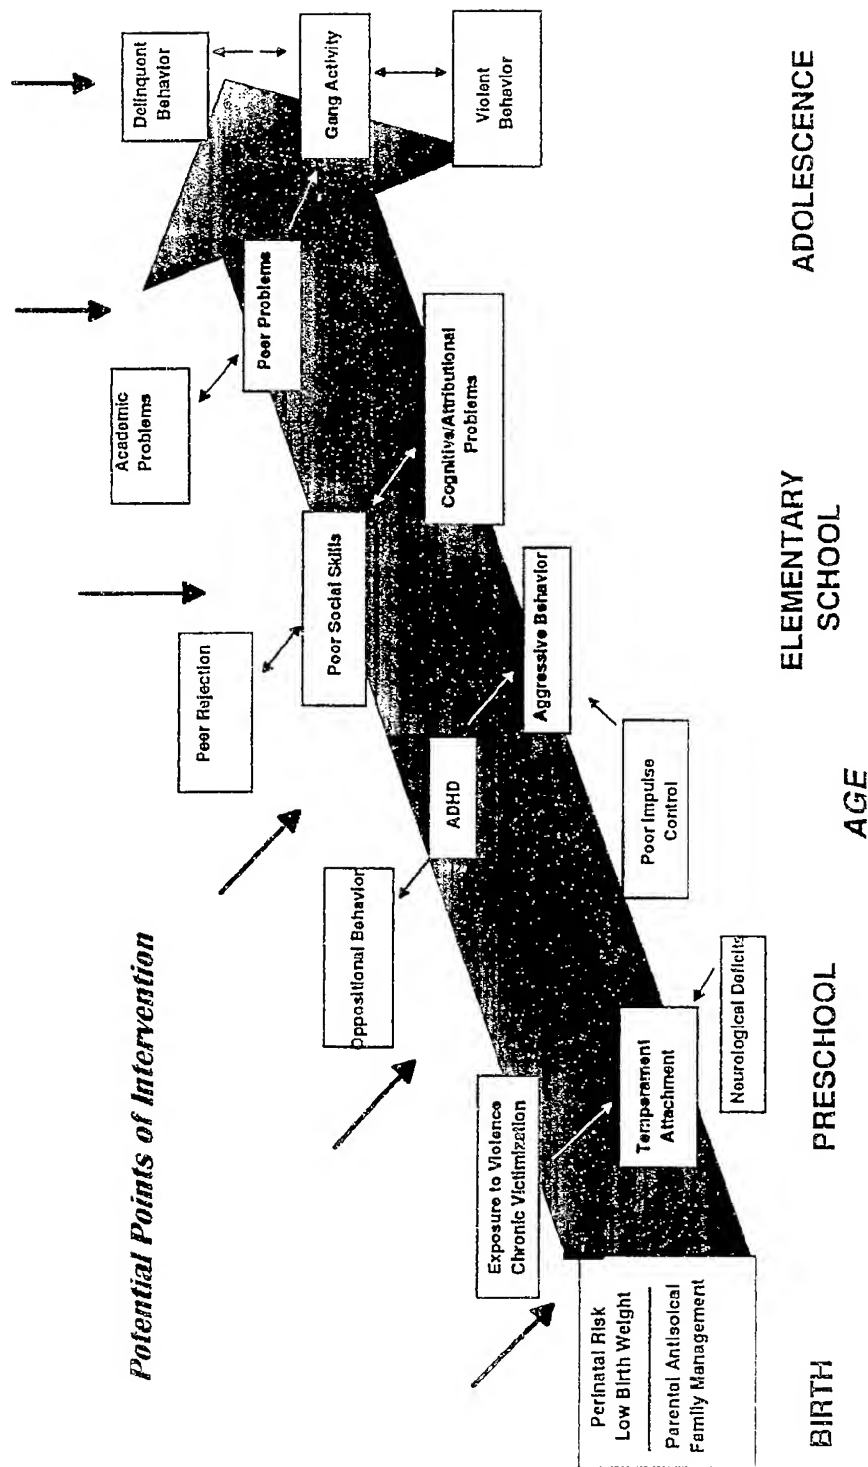 Potential Points of Intervention
Perinatal Risk
Low Birth Weight
Parental Antisoical
Family Management
Exposure to Violence
Chronic Victimization
Temperament
Attachment
Neurological Deficits
Oppositional Behavior
ADHD
Poor Impulse
Control
Aggressive Behavior
Peer Rejection
Poor Social Skills
Cognitive/Attributional
Problems
Academic
Problems
Peer Problems
Delinquent
Behavior
Gang Activity
Violent
Behavior
BIRTH
PRESCHOOL
ELEMENTARY
SCHOOL
ADOLESCENCE
AGE